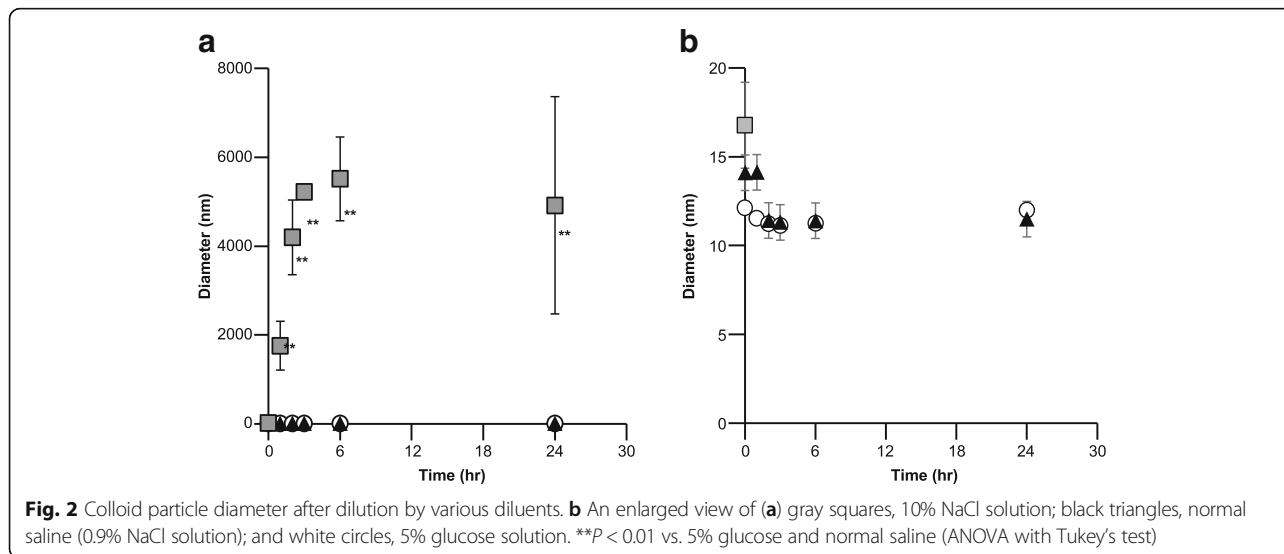 a
b
8000
6000
4000
2000
0
Diameter (nm)
**
**
**
**
**
0 6 12 18 24 30
Time (hr)
20
15
10
5
0
Diameter (nm)
0 6 12 18 24 30
Time (hr)
Fig. 2 Colloid particle diameter after dilution by various diluents. b An enlarged view of (a) gray squares, 10% NaCl solution; black triangles, normal
saline (0.9% NaCl solution); and white circles, 5% glucose solution. **P < 0.01 vs. 5% glucose and normal saline (ANOVA with Tukey’s test)